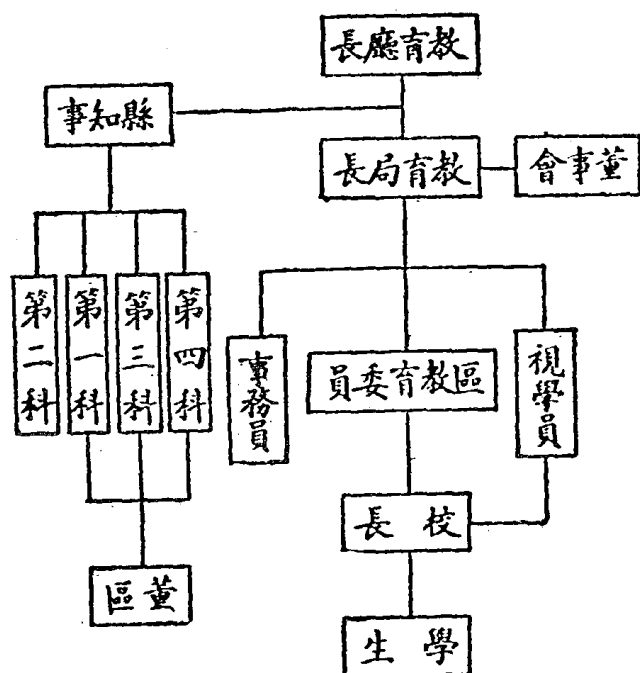 教育廳長
縣知事
教育局長
董事會
第四科
第三科
第一科
第二科
視學員
區教育委員
事務員
校長
董區
學生